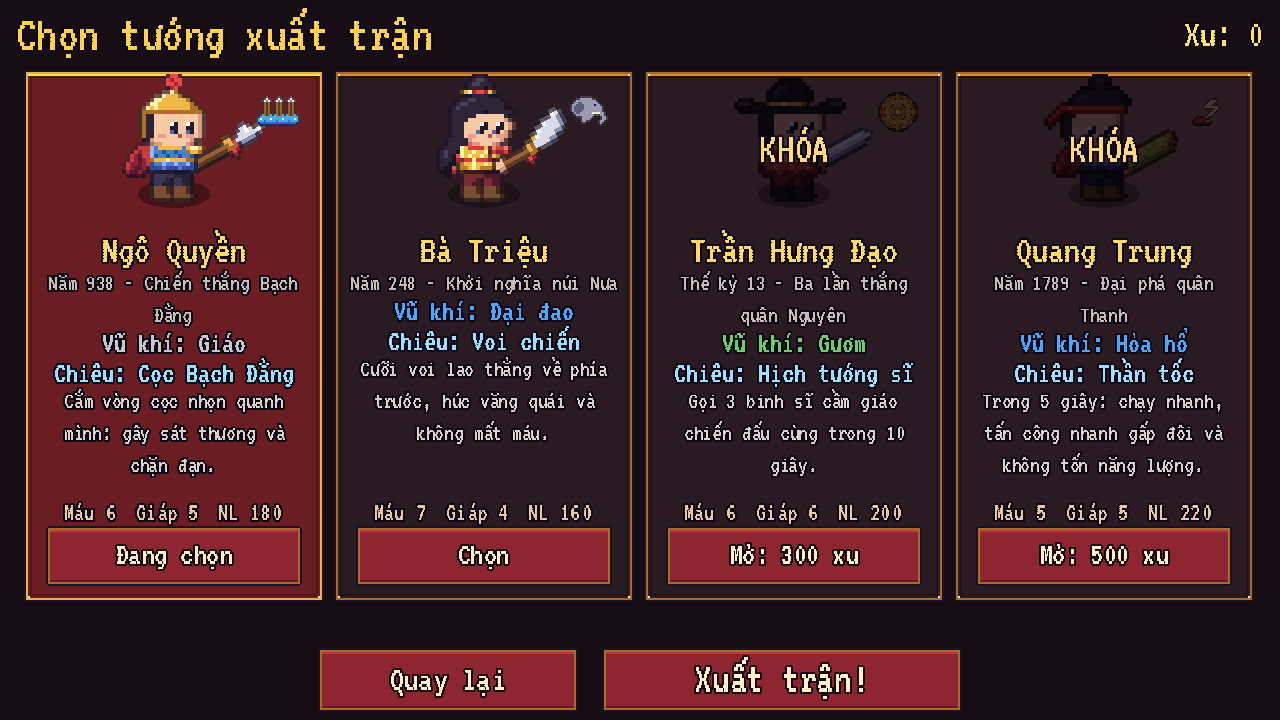 Chọn tướng xuất trận
Xu: 0
Ngô Quyền
Năm 938 - Chiến thắng Bạch
Đằng
Vũ khí: Giáo
Chiêu: Cọc Bạch Đằng
Cắm vòng cọc nhọn quanh
mình: gây sát thương và
chặn đạn.
Máu 6 Giáp 5 NL 180
Đang chọn
Bà Triệu
Năm 248 - Khởi nghĩa núi Nưa
Vũ khí: Đại đao
Chiêu: Voi chiến
Cưỡi voi lao thẳng về phía
trước, húc văng quái và
không mất máu.
Máu 7 Giáp 4 NL 160
Chọn
KHÓA
Trần Hưng Đạo
Thế kỷ 13 - Ba lần thắng
quân Nguyên
Vũ khí: Gươm
Chiêu: Hịch tướng sĩ
Gọi 3 binh sĩ cầm giáo
chiến đấu cùng trong 10
giây.
Máu 6 Giáp 6 NL 200
Mở: 300 xu
KHÓA
Quang Trung
Năm 1789 - Đại phá quân
Thanh
Vũ khí: Hỏa hổ
Chiêu: Thần tốc
Trong 5 giây: chạy nhanh,
tấn công nhanh gấp đôi và
không tốn năng lượng.
Máu 5 Giáp 5 NL 220
Mở: 500 xu
Quay lại
Xuất trận!